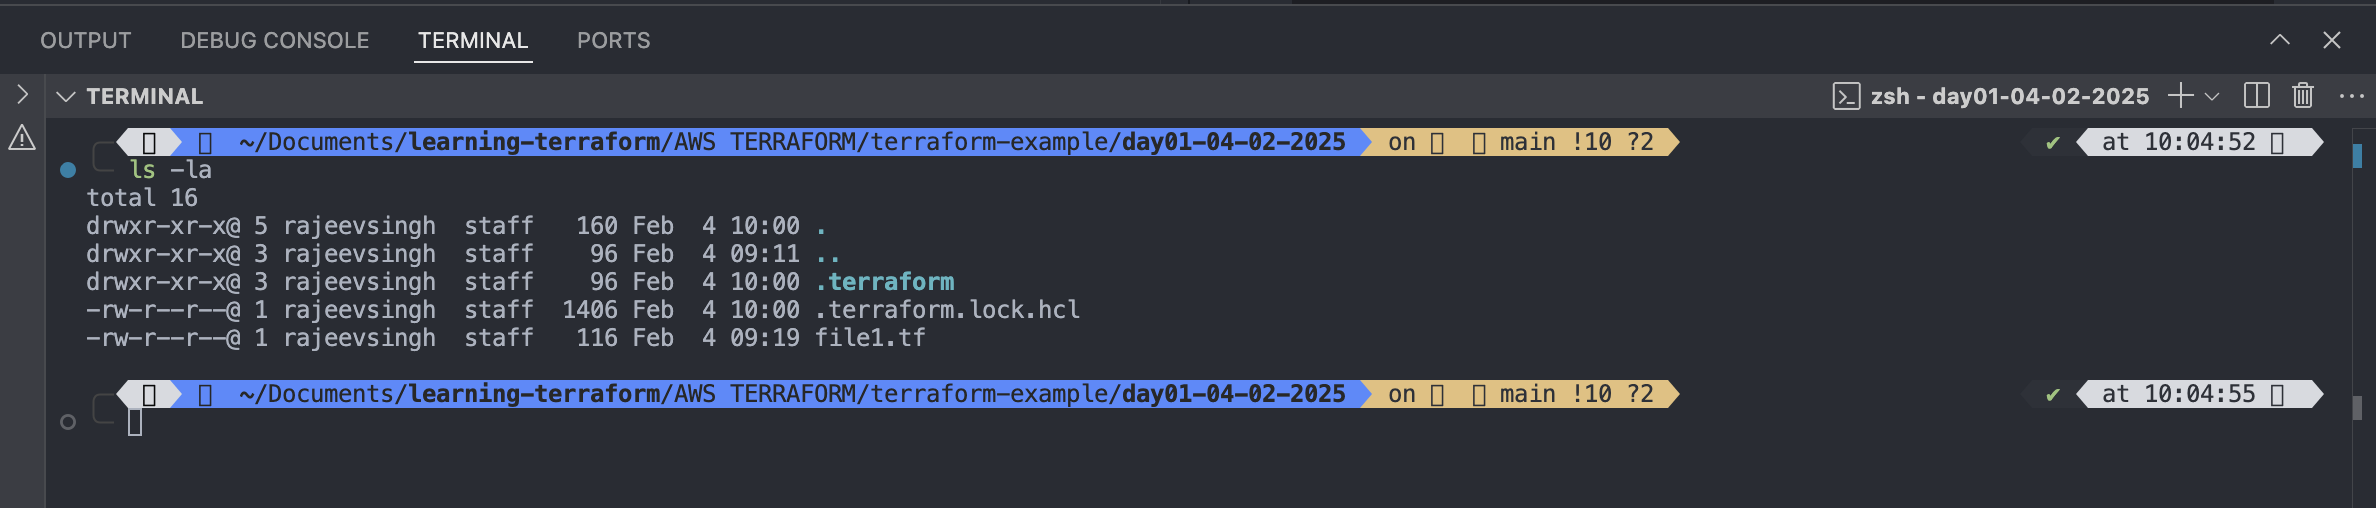 OUTPUT DEBUG CONSOLE TERMINAL PORTS
TERMINAL zsh - day01-04-02-2025
~/Documents/learning-terraform/AWS TERRAFORM/terraform-example/day01-04-02-2025 on main !10 ?2 ✔ at 10:04:52
ls -la
total 16
drwxr-xr-x@ 5 rajeevsingh staff 160 Feb 4 10:00 .
drwxr-xr-x@ 3 rajeevsingh staff 96 Feb 4 09:11 ..
drwxr-xr-x@ 3 rajeevsingh staff 96 Feb 4 10:00 .terraform
-rw-r--r--@ 1 rajeevsingh staff 1406 Feb 4 10:00 .terraform.lock.hcl
-rw-r--r--@ 1 rajeevsingh staff 116 Feb 4 09:19 file1.tf
~/Documents/learning-terraform/AWS TERRAFORM/terraform-example/day01-04-02-2025 on main !10 ?2 ✔ at 10:04:55